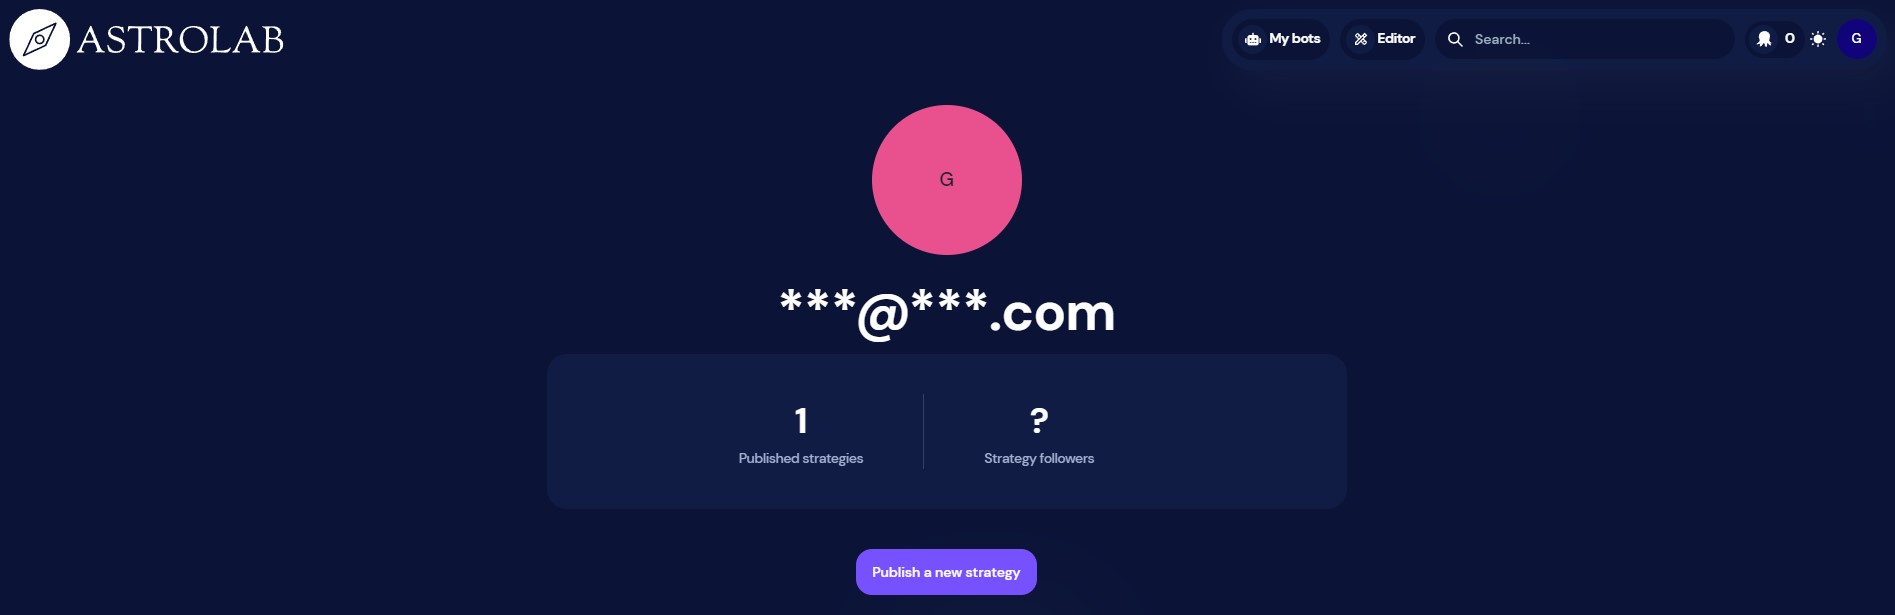 ASTROLAB
My bots
Editor
Search...
0
G
G
***@***.com
1
Published strategies
?
Strategy followers
Publish a new strategy